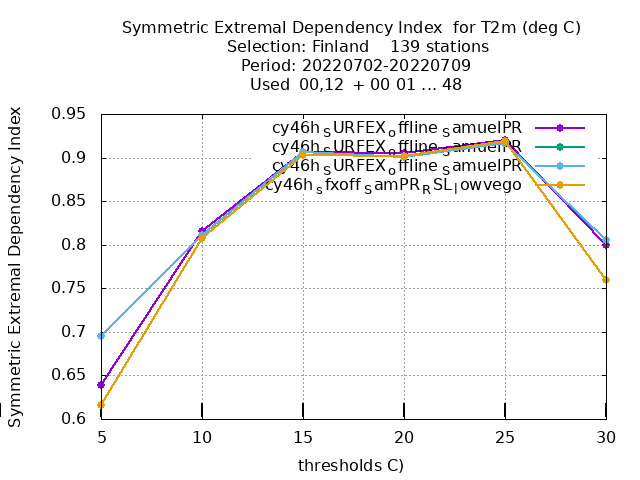 Symmetric Extremal Dependency Index  for T2m (deg C)
Selection: Finland    139 stations
Period: 20220702-20220709
Used  00,12  + 00 01 ... 48
Symmetric Extremal Dependency Index
0.95
0.9
0.85
0.8
0.75
0.7
0.65
0.6
cy46h_SURFEX_offline_SamuelPR
cy46h_SURFEX_offline_SamuelPR
cy46h_SURFEX_offline_SamuelPR
cy46h_sfxoff_SamPR_RSL_lowvego
5 10 15 20 25 30
thresholds C)